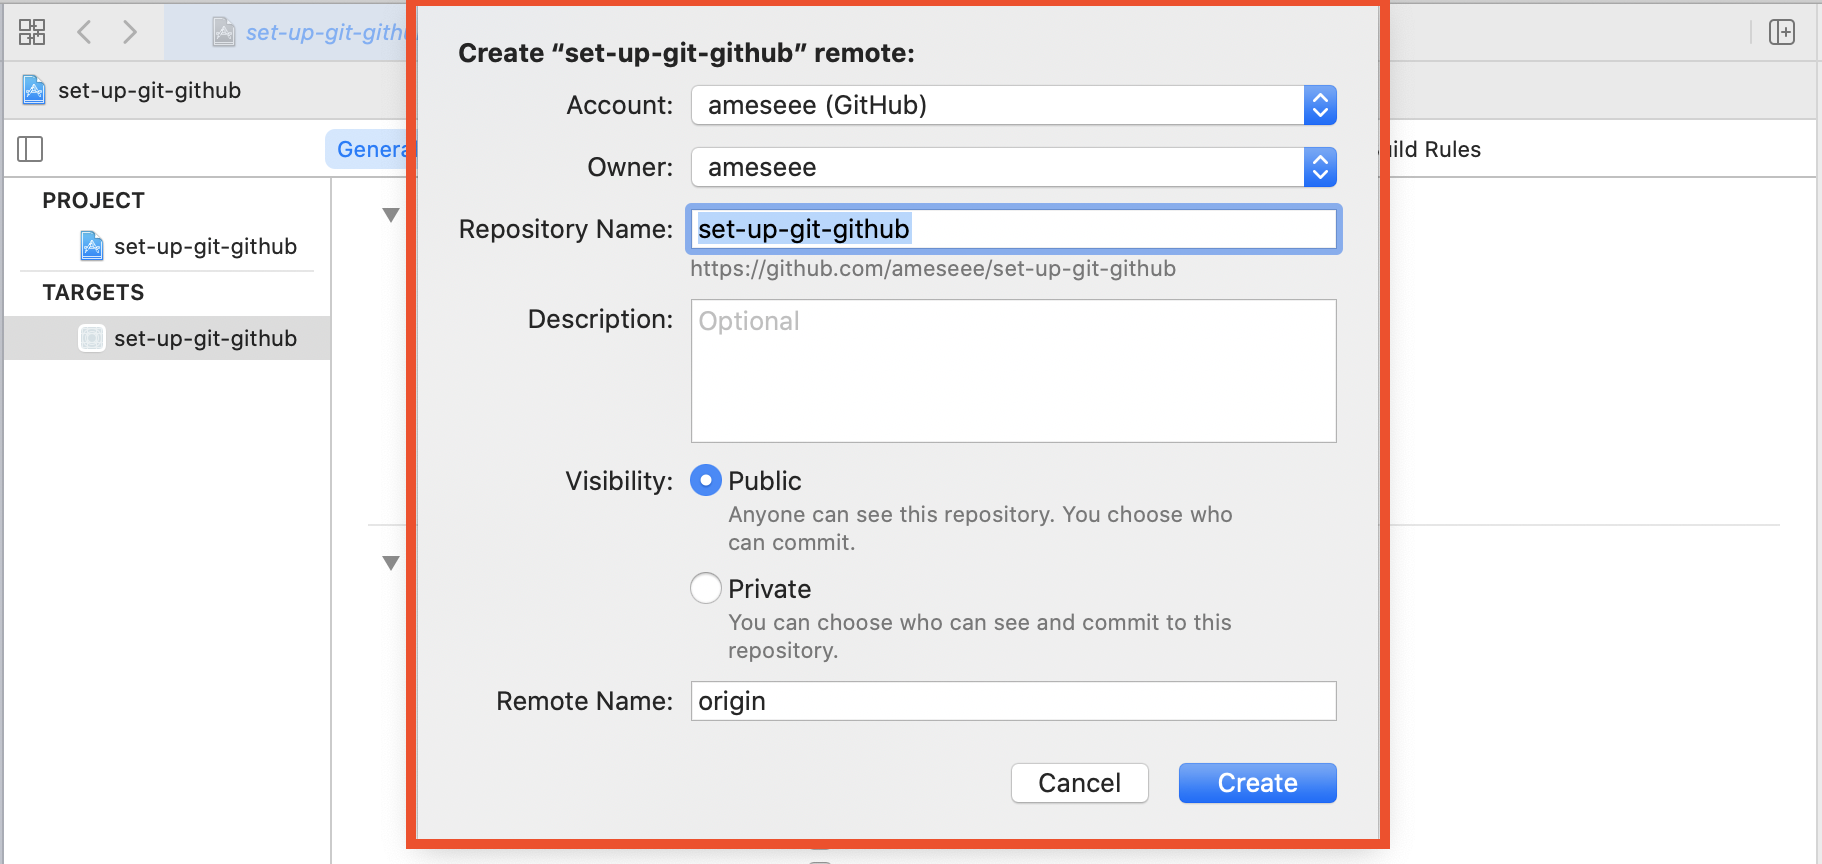 set-up-git-githu
set-up-git-github
General
uild Rules
PROJECT
set-up-git-github
TARGETS
set-up-git-github
Create “set-up-git-github” remote:
Account: ameseee (GitHub)
Owner: ameseee
Repository Name: set-up-git-github
https://github.com/ameseee/set-up-git-github
Description: Optional
Visibility: Public
Anyone can see this repository. You choose who
can commit.
Private
You can choose who can see and commit to this
repository.
Remote Name: origin
Cancel Create